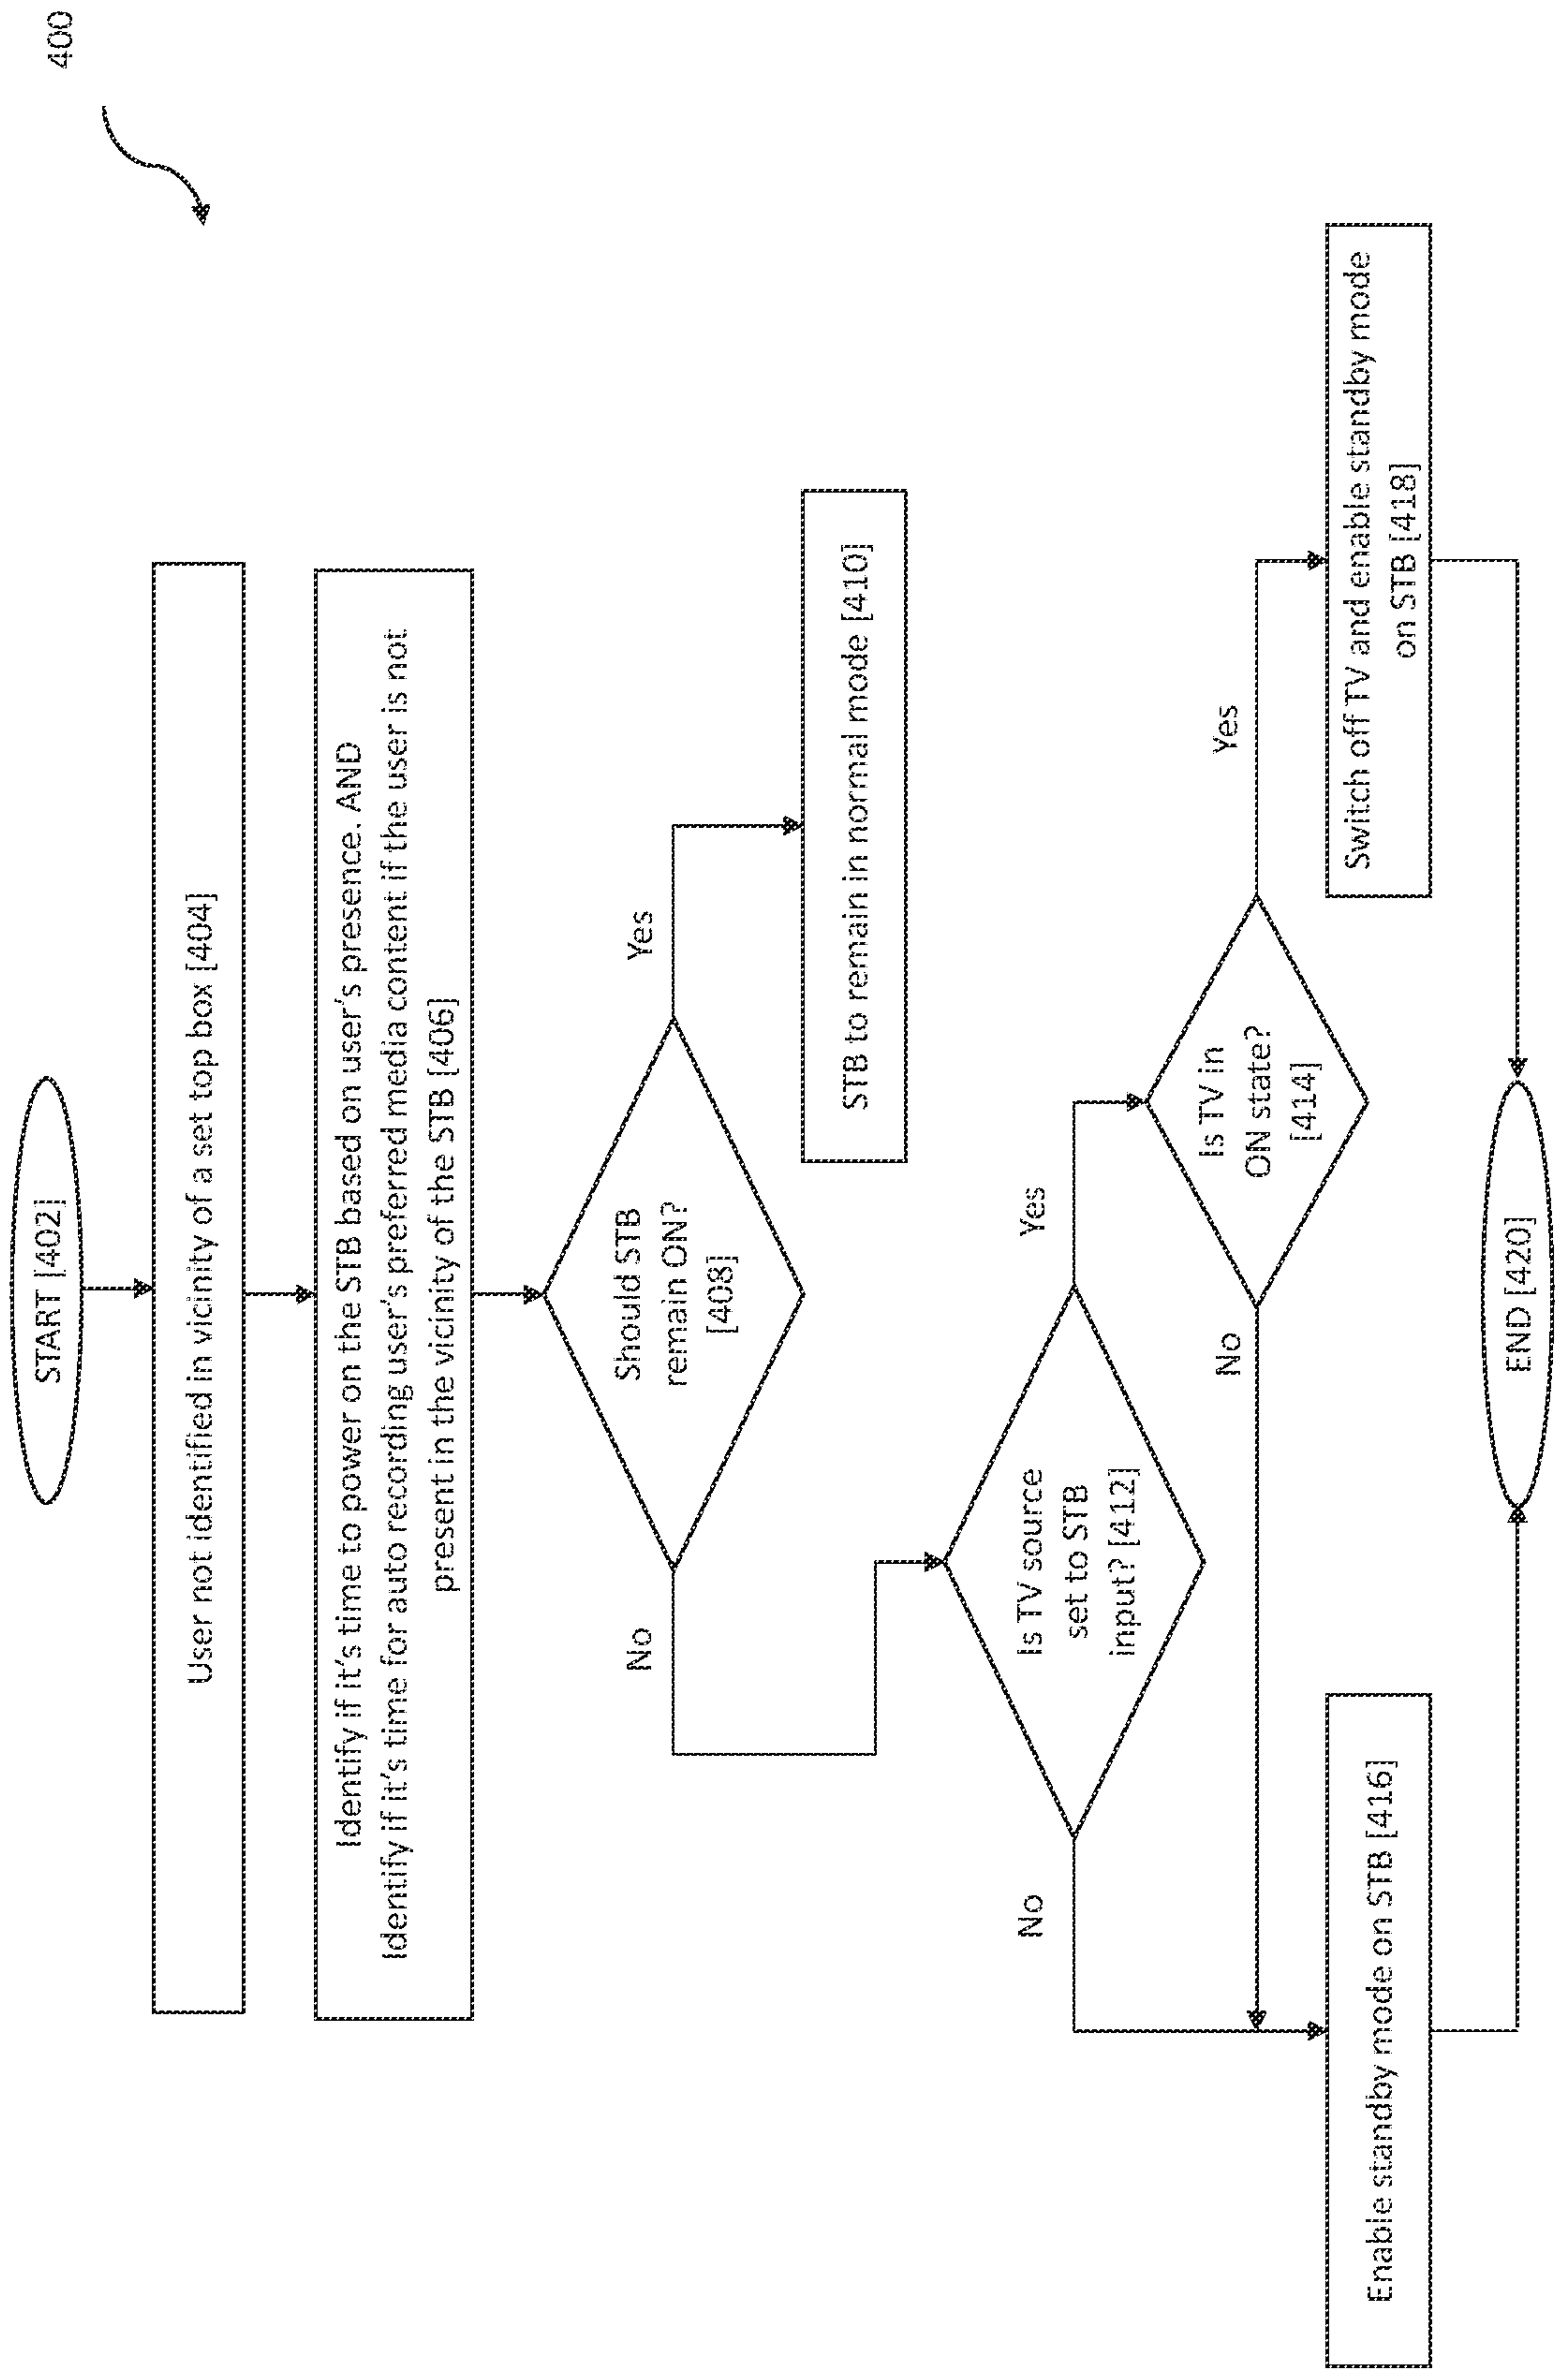 400
START [402]
User not identified in vicinity of a set top box [404]
Identify if it's time to power on the STB based on user's presence. AND
Identify if it's time for auto recording user's preferred media content if the user is not
present in the vicinity of the STB [406]
Should STB
remain ON?
[408]
Yes
No
STB to remain in normal mode [410]
Is TV source
set to STB
input? [412]
Yes
No
Is TV in
ON state?
[414]
Yes
No
Enable standby mode on STB [416]
Switch off TV and enable standby mode
on STB [418]
END [420]